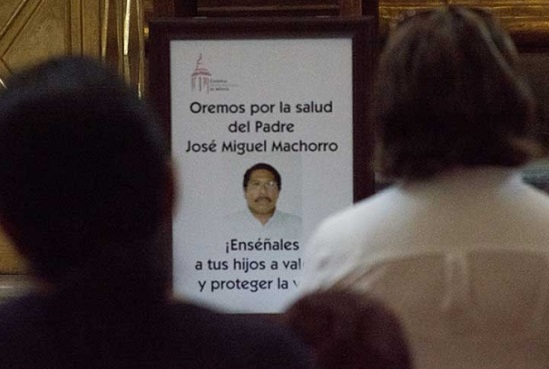 Oremos por la salud
del Padre
José Miguel Machorro
¡Enséñales
a tus hijos a
y proteger la